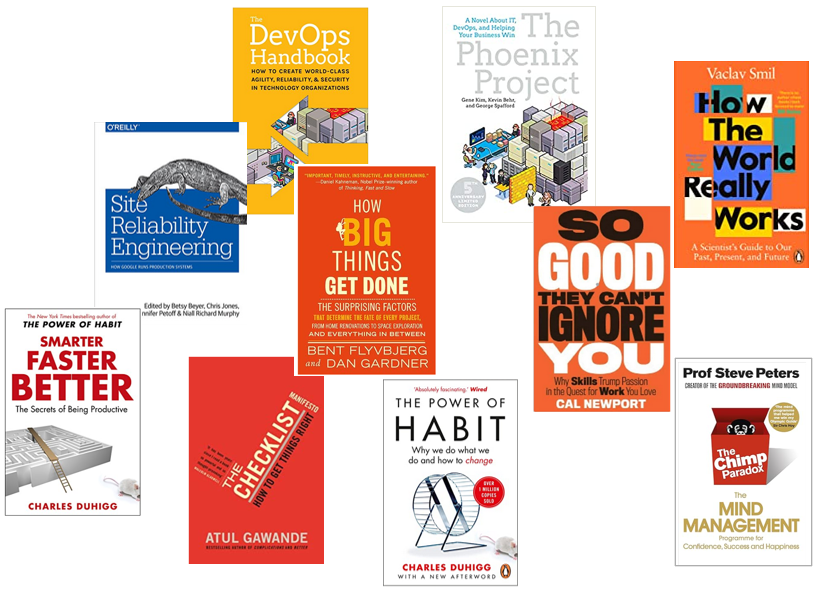 The
DevOps
Handbook
HOW TO CREATE WORLD-CLASS
AGILITY, RELIABILITY, & SECURITY
IN TECHNOLOGY ORGANIZATIONS
A Novel About IT,
DevOps, and Helping
Your Business Win
The
Phoenix
Project
Gene Kim, Kevin Behr,
and George Spafford
5
ANNIVERSARY
LIMITED
EDITION
Vaclav Smil
How
The
World
Really
Works
A Scientist's Guide to Our
Past, Present, and Future
O'REILLY
Site
Reliability
Engineering
HOW GOOGLE RUNS PRODUCTION SYSTEMS
Edited by Betsy Beyer, Chris Jones,
nnifer Petoff & Niall Richard Murphy
"IMPORTANT, TIMELY, INSTRUCTIVE, AND ENTERTAINING."
—Daniel Kahneman, Nobel Prize-winning author
of Thinking, Fast and Slow
HOW
BIG
THINGS
GET DONE
THE SURPRISING FACTORS
THAT DETERMINE THE FATE OF EVERY PROJECT,
FROM HOME RENOVATIONS TO SPACE EXPLORATION
AND EVERYTHING IN BETWEEN
BENT FLYVBJERG
AND DAN GARDNER
SO
GOOD
THEY CAN'T
IGNORE
YOU
Why Skills Trump Passion
in the Quest for Work You Love
CAL NEWPORT
The New York Times bestselling author of
THE POWER OF HABIT
SMARTER
FASTER
BETTER
The Secrets of Being Productive
CHARLES DUHIGG
THE
CHECKLIST
MANIFESTO
HOW TO GET THINGS RIGHT
ATUL GAWANDE
BESTSELLING AUTHOR OF COMPLICATIONS AND BETTER
'Absolutely fascinating.' Wired
THE POWER OF
HABIT
Why we do what we
do and how to change
OVER
1 MILLION
COPIES
SOLD
CHARLES DUHIGG
WITH A NEW AFTERWORD
Prof Steve Peters
CREATOR OF THE GROUNDBREAKING MIND MODEL
The
Chimp
Paradox
The
MIND
MANAGEMENT
Programme for
Confidence, Success and Happiness